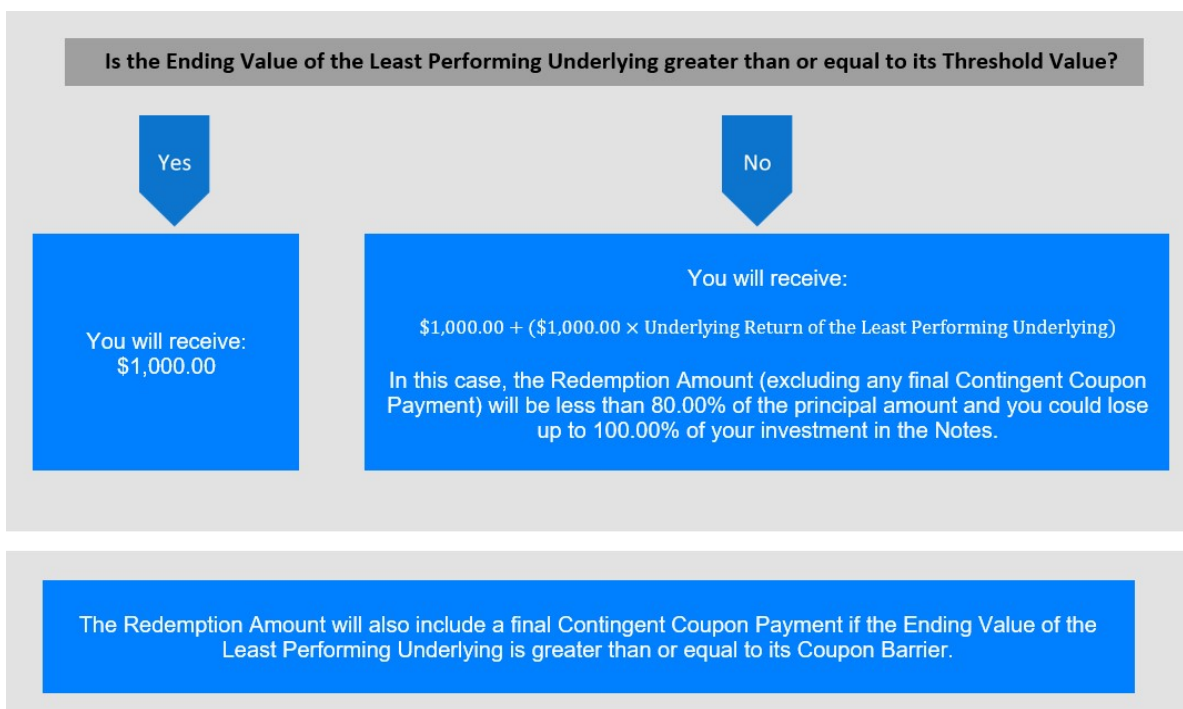 Is the Ending Value of the Least Performing Underlying greater than or equal to its Threshold Value?
Yes
No
You will receive:
$1,000.00
You will receive:
$1,000.00 + ($1,000.00 × Underlying Return of the Least Performing Underlying)
In this case, the Redemption Amount (excluding any final Contingent Coupon
Payment) will be less than 80.00% of the principal amount and you could lose
up to 100.00% of your investment in the Notes.
The Redemption Amount will also include a final Contingent Coupon Payment if the Ending Value of the
Least Performing Underlying is greater than or equal to its Coupon Barrier.